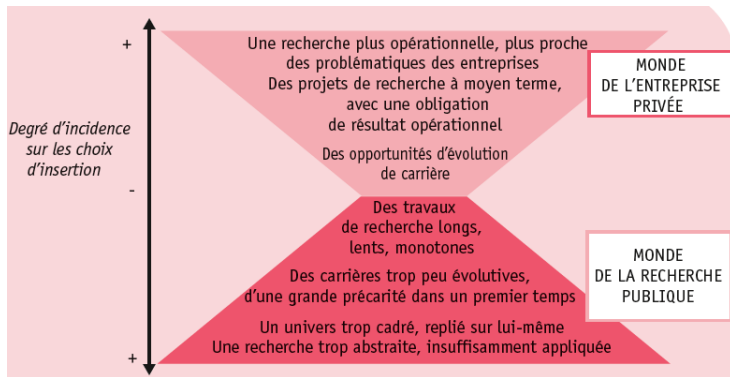 +
Degré d'incidence
sur les choix
d'insertion
-
+
Une recherche plus opérationnelle, plus proche
des problématiques des entreprises
Des projets de recherche à moyen terme,
avec une obligation
de résultat opérationnel
Des opportunités d'évolution
de carrière
MONDE
DE L'ENTREPRISE
PRIVÉE
Des travaux
de recherche longs,
lents, monotones
Des carrières trop peu évolutives,
d'une grande précarité dans un premier temps
Un univers trop cadré, replié sur lui-même
Une recherche trop abstraite, insuffisamment appliquée
MONDE
DE LA RECHERCHE
PUBLIQUE